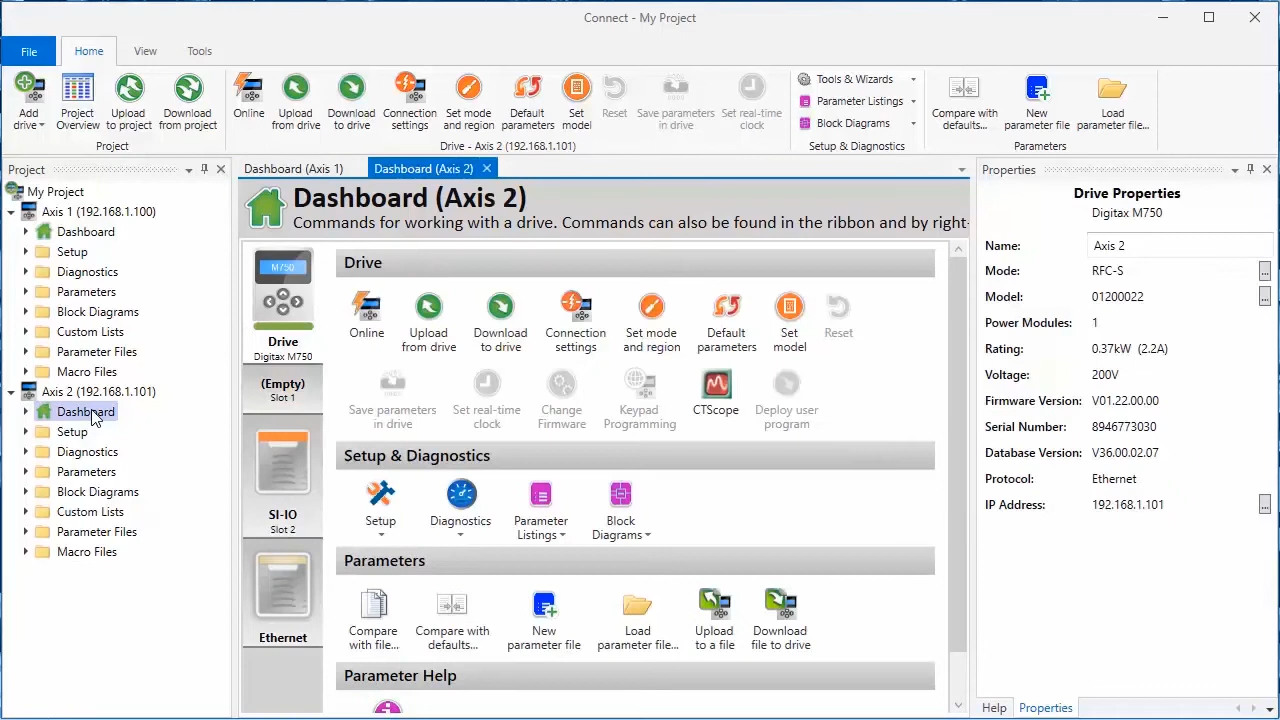 Connect - My Project
File
Home
View
Tools
Add
drive
Project
Overview
Upload
to project
Download
from project
Project
Online
Upload
from drive
Download
to drive
Connection
settings
Set mode
and region
Default
parameters
Set
model
Reset
Save parameters
in drive
Set real-time
clock
Drive - Axis 2 (192.168.1.101)
Tools & Wizards
Parameter Listings
Block Diagrams
Setup & Diagnostics
Compare with
defaults...
New
parameter file
Load
parameter file...
Parameters
Project
My Project
Axis 1 (192.168.1.100)
Dashboard
Setup
Diagnostics
Parameters
Block Diagrams
Custom Lists
Parameter Files
Macro Files
Axis 2 (192.168.1.101)
Dashboard
Setup
Diagnostics
Parameters
Block Diagrams
Custom Lists
Parameter Files
Macro Files
Dashboard (Axis 1)
Dashboard (Axis 2)
Dashboard (Axis 2)
Commands for working with a drive. Commands can also be found in the ribbon and by right-
M750
Drive
Digitax M750
(Empty)
Slot 1
SI-IO
Slot 2
Ethernet
Drive
Online
Upload
from drive
Download
to drive
Connection
settings
Set mode
and region
Default
parameters
Set
model
Reset
Save parameters
in drive
Set real-time
clock
Change
Firmware
Keypad
Programming
CTScope
Deploy user
program
Setup & Diagnostics
Setup
Diagnostics
Parameter
Listings
Block
Diagrams
Parameters
Compare
with file...
Compare with
defaults...
New
parameter file
Load
parameter file...
Upload
to a file
Download
file to drive
Parameter Help
Properties
Drive Properties
Digitax M750
Name: Axis 2
Mode: RFC-S ...
Model: 01200022 ...
Power Modules: 1
Rating: 0.37kW (2.2A)
Voltage: 200V
Firmware Version: V01.22.00.00
Serial Number: 8946773030
Database Version: V36.00.02.07
Protocol: Ethernet
IP Address: 192.168.1.101 ...
Help
Properties